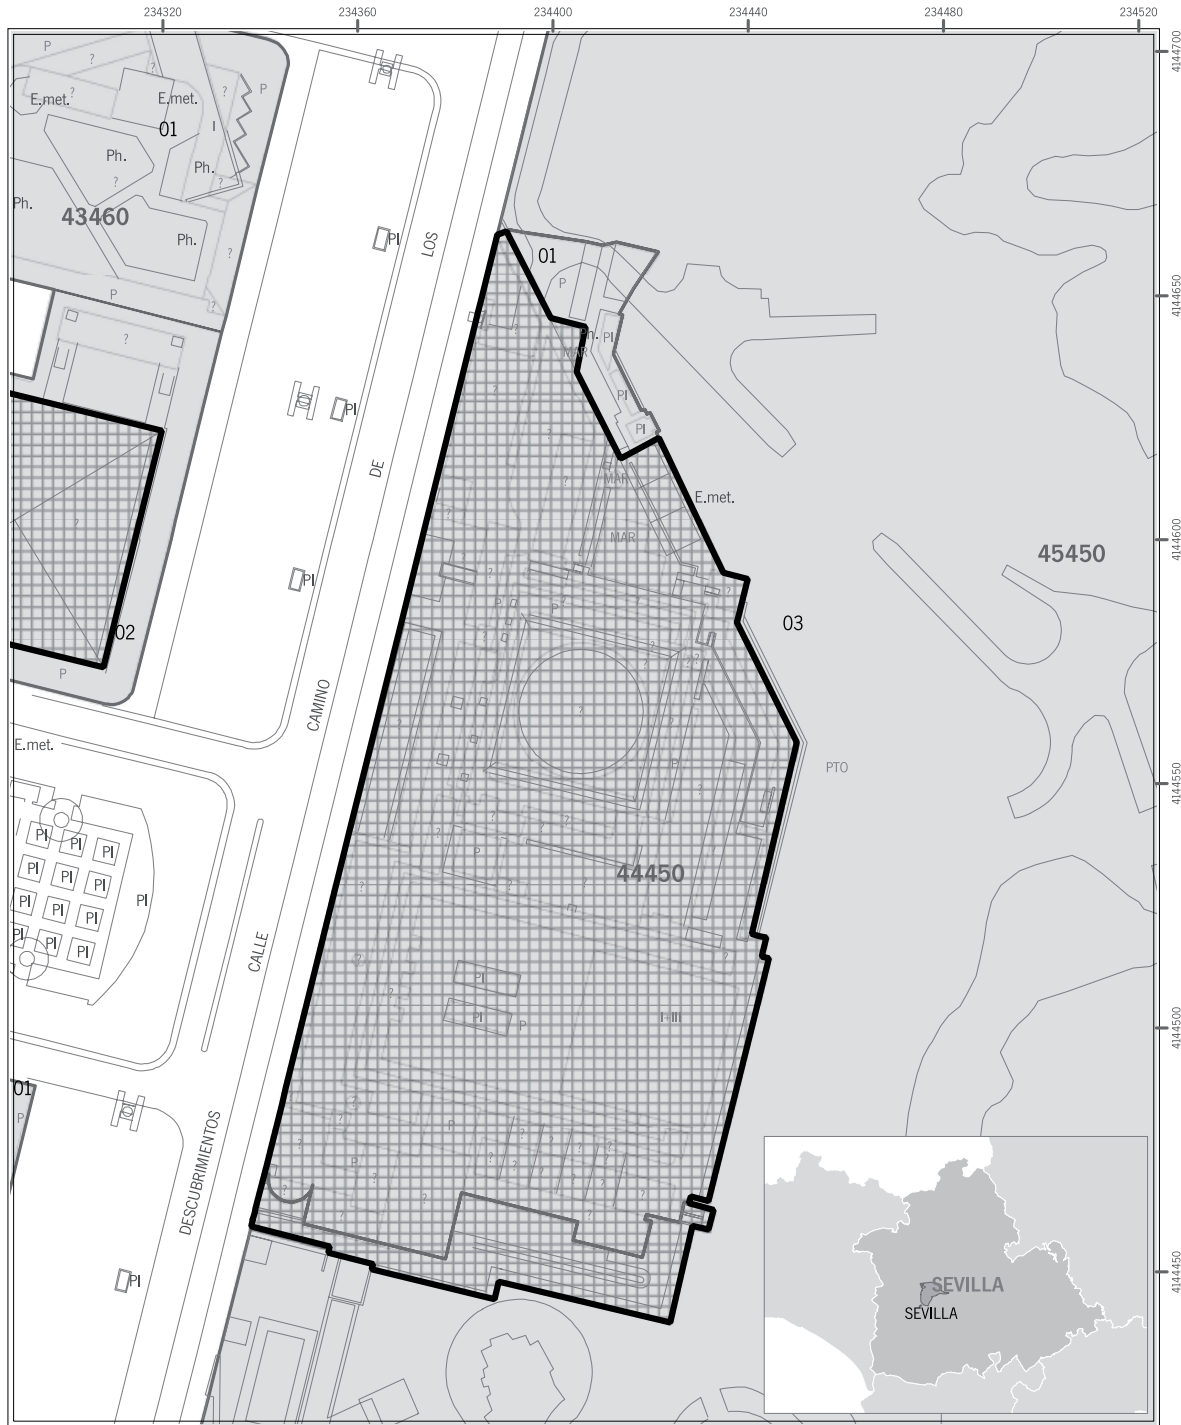 234320 234360 234400 234440 234480 234520
4144700
P ? ? P
E.met. ? E.met. ?
01 I
Ph. Ph.
? ?
Ph.
43460 Ph.
PI LOS
01
?
P P
4144650
? ?
Ph. PI
MAR
PI PI
PI
DE
MAR
E.met.
MAR
4144600
45450
PI
P P
02 03
P
CAMINO
E.met.
PTO
P
4144550
PI PI PI
PI PI PI
P
44450
PI PI PI PI
PI PI PI
CALLE
PI
PI P I+III
4144500
01
P
DESCUBRIMIENTOS
P
P
PI
4144450
SEVILLA
SEVILLA